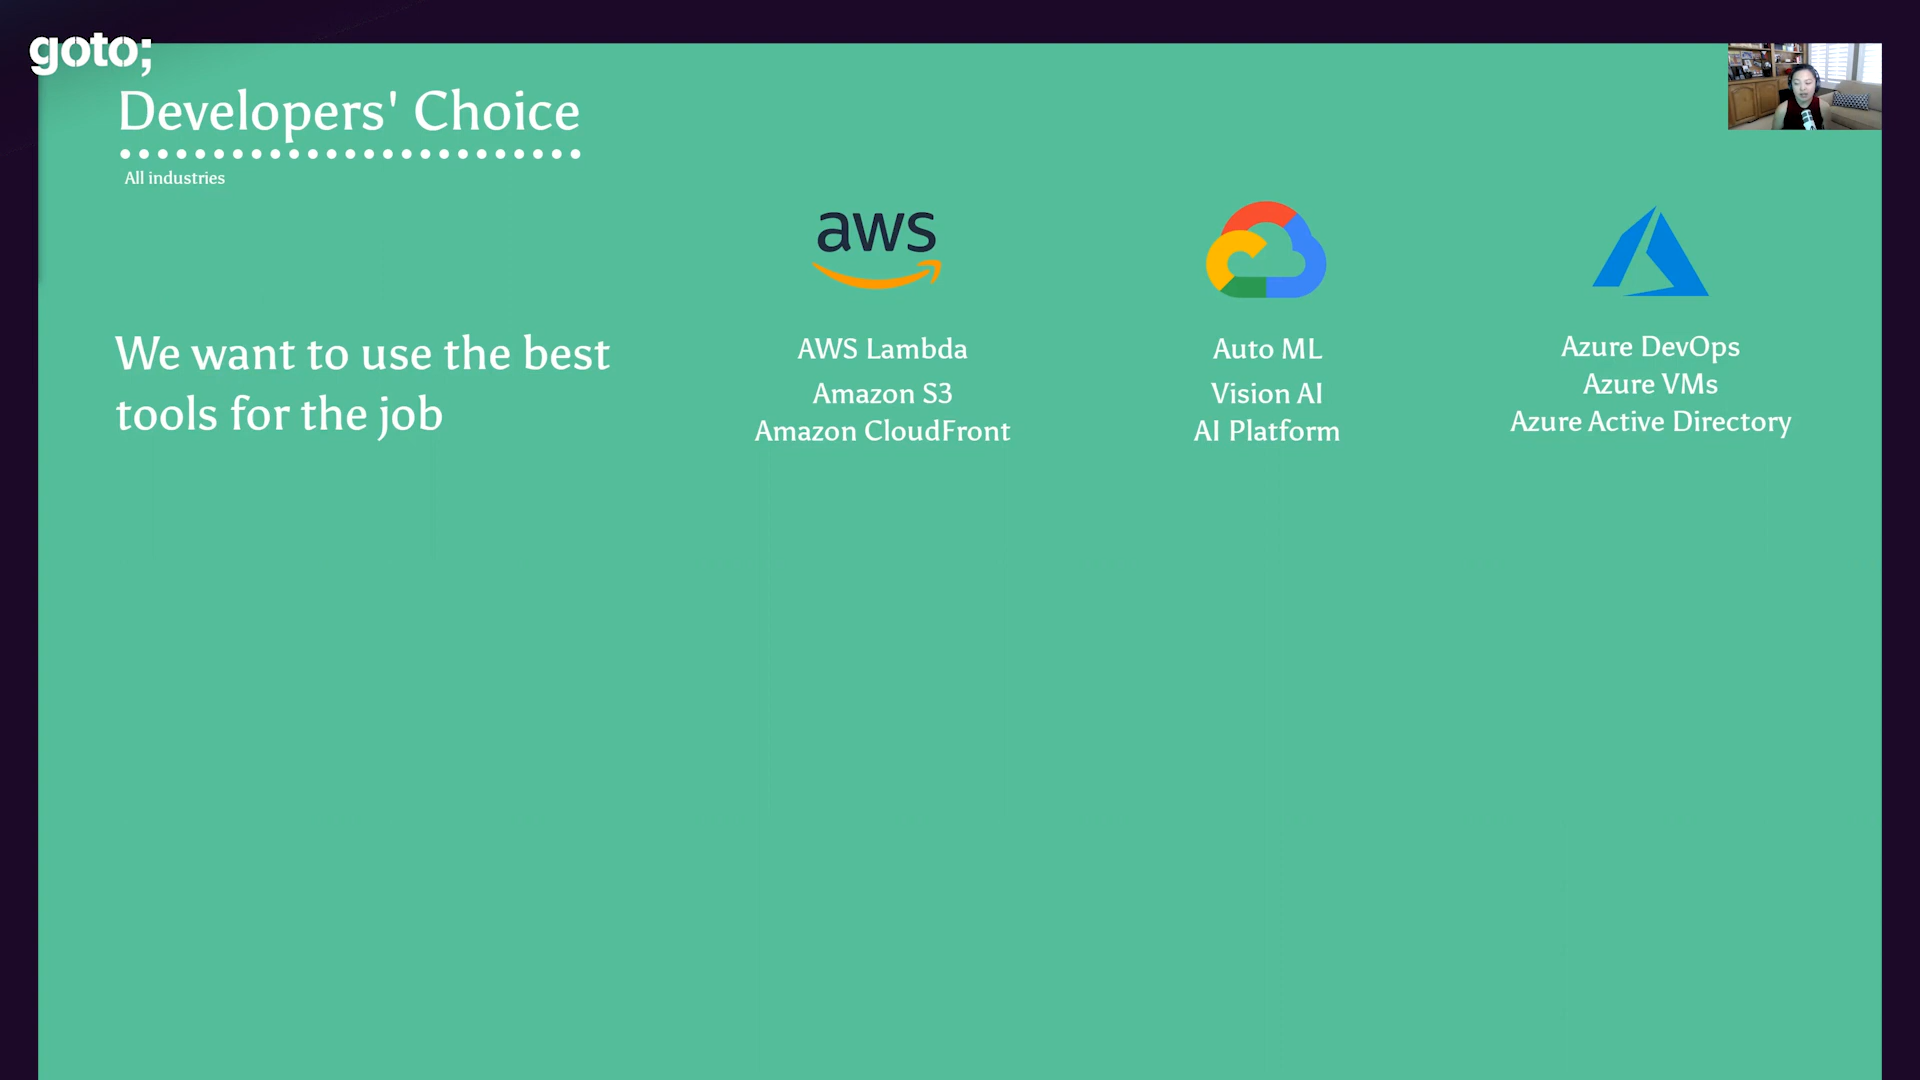 goto;
Developers' Choice
All industries
aws
We want to use the best
tools for the job
AWS Lambda
Amazon S3
Amazon CloudFront
Auto ML
Vision AI
AI Platform
Azure DevOps
Azure VMs
Azure Active Directory